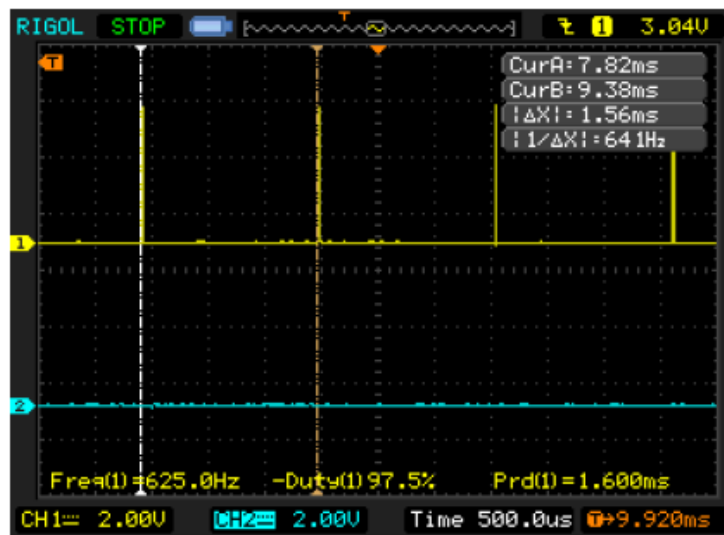 RIGOL STOP T 1 3.04V
T
CurA:7.82ms
CurB:9.38ms
|ΔX|:1.56ms
|1/ΔX|:641Hz
1
2
Freq(1)=625.0Hz -Duty(1)97.5% Prd(1)=1.600ms
CH1 2.00V CH2 2.00V Time 500.0us T→9.920ms